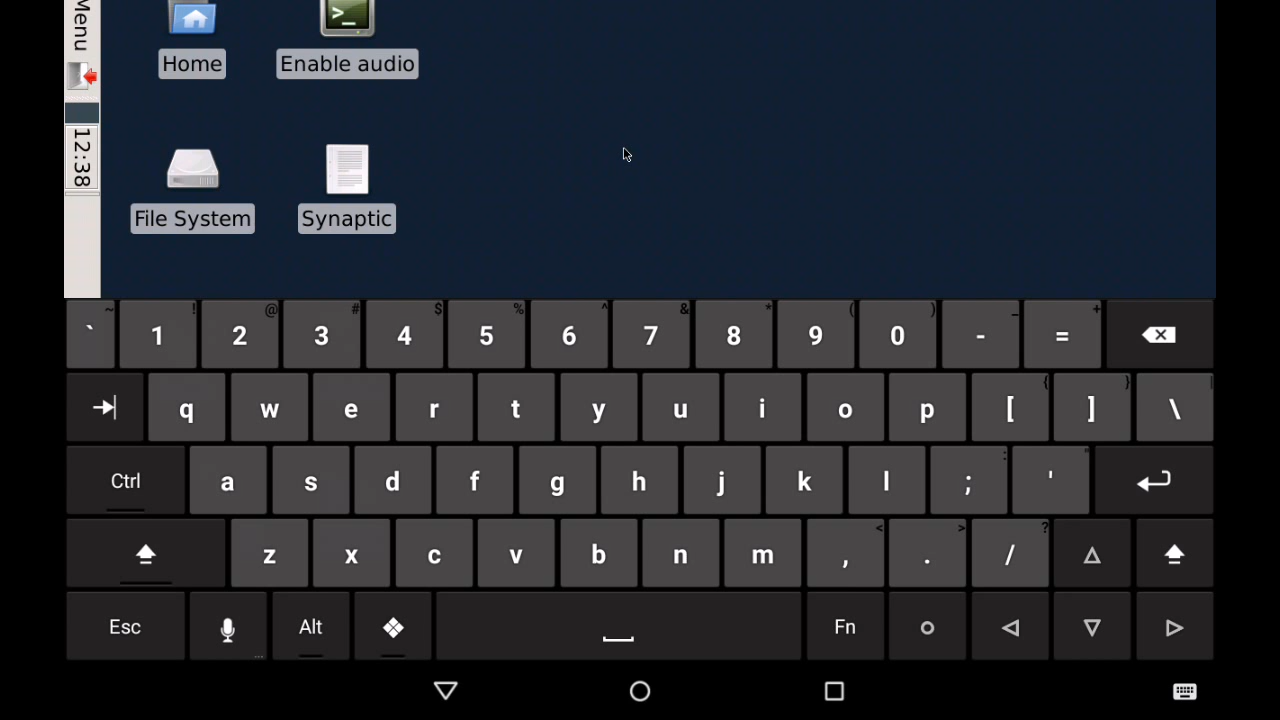 Menu
Home
Enable audio
12:38
File System
Synaptic
~ ! @ # $ % ^ & * ( ) _ +
` 1 2 3 4 5 6 7 8 9 0 - =
{ } |
q w e r t y u i o p [ ] \
: "
Ctrl a s d f g h j k l ; '
< > ?
z x c v b n m , . /
Esc ... Alt Fn